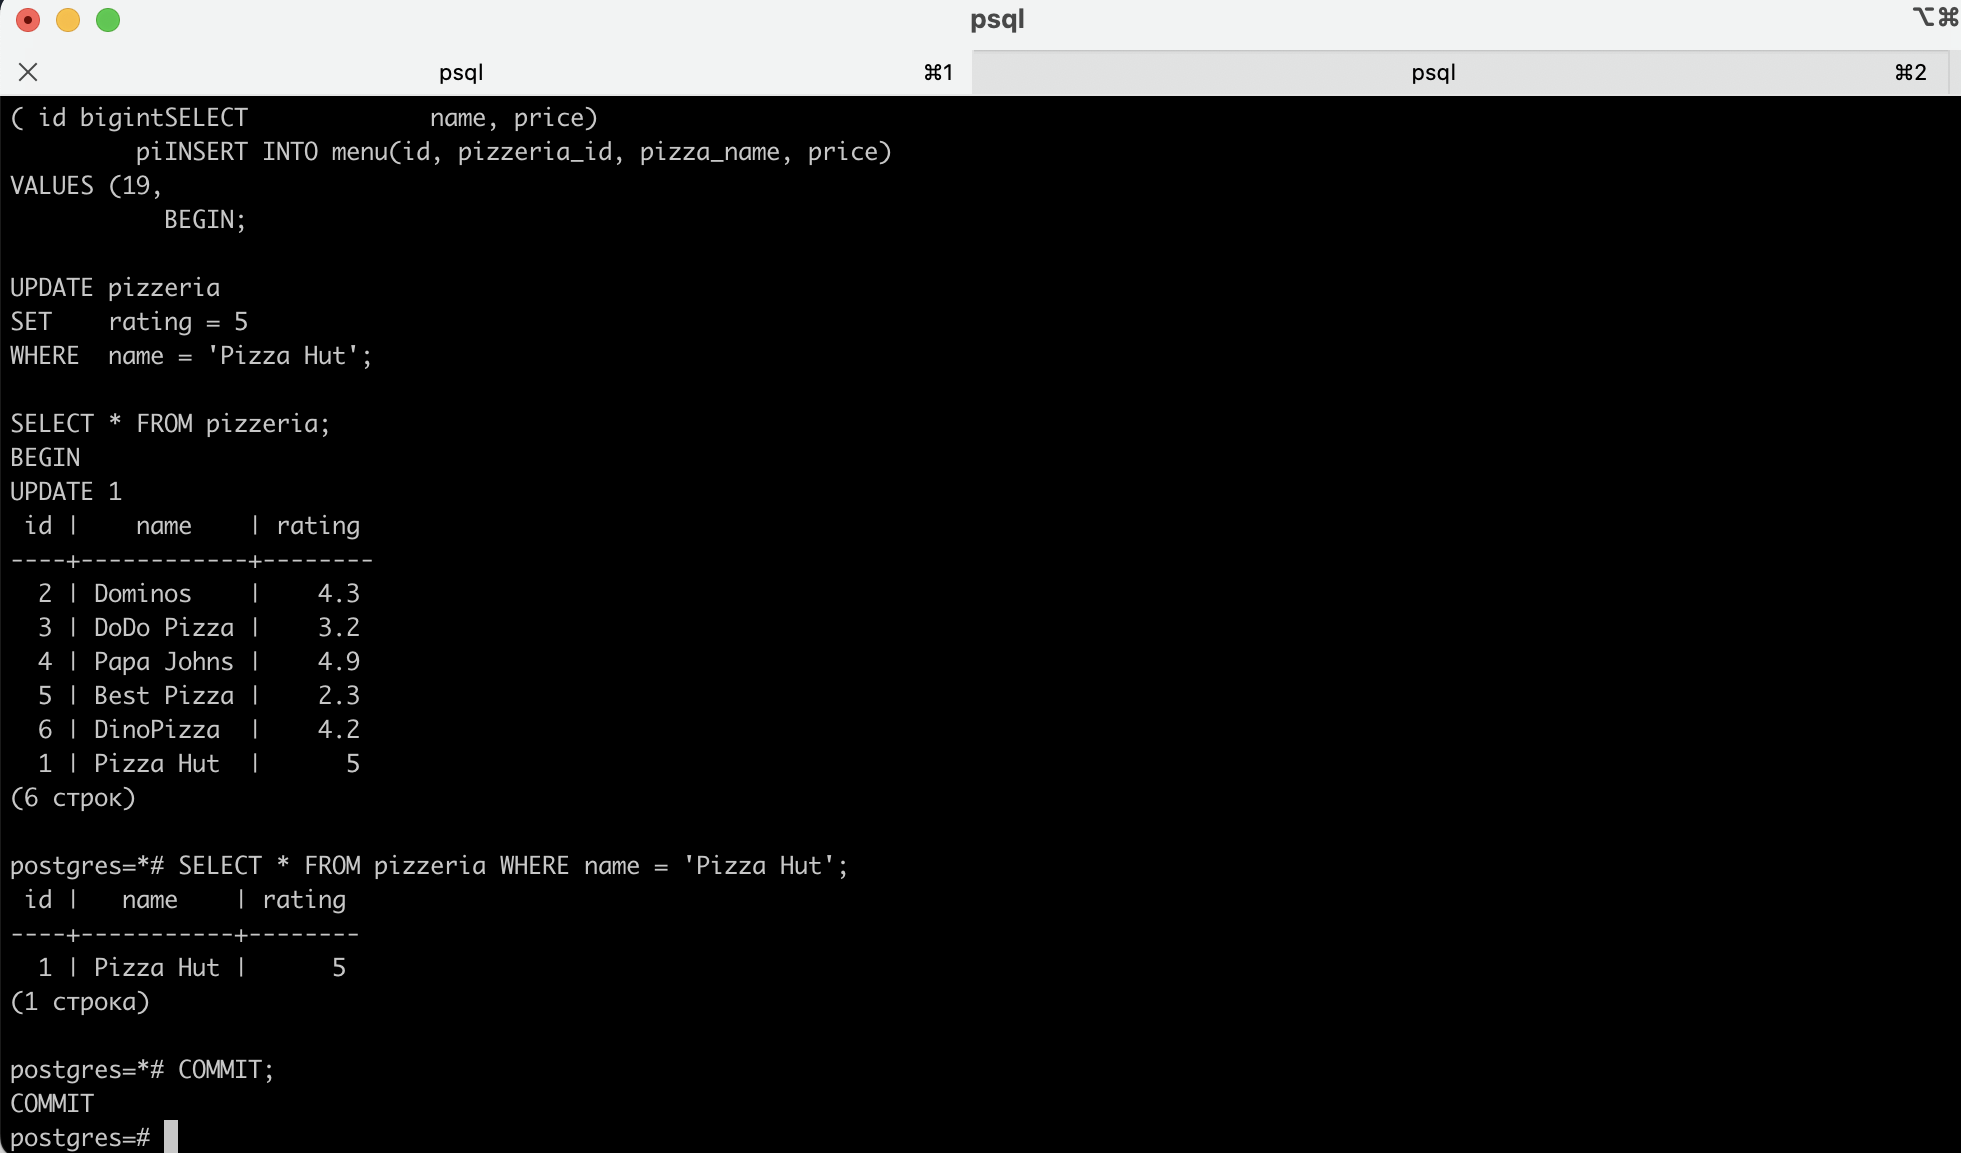 psql ⌥⌘
psql ⌘1 psql ⌘2
( id bigintSELECT             name, price)
         piINSERT INTO menu(id, pizzeria_id, pizza_name, price)
VALUES (19,
           BEGIN;
UPDATE pizzeria
SET    rating = 5
WHERE  name = 'Pizza Hut';
SELECT * FROM pizzeria;
BEGIN
UPDATE 1
 id |    name    | rating
----+------------+--------
  2 | Dominos    |    4.3
  3 | DoDo Pizza |    3.2
  4 | Papa Johns |    4.9
  5 | Best Pizza |    2.3
  6 | DinoPizza  |    4.2
  1 | Pizza Hut  |      5
(6 строк)
postgres=*# SELECT * FROM pizzeria WHERE name = 'Pizza Hut';
 id |   name    | rating
----+-----------+--------
  1 | Pizza Hut |      5
(1 строка)
postgres=*# COMMIT;
COMMIT
postgres=#